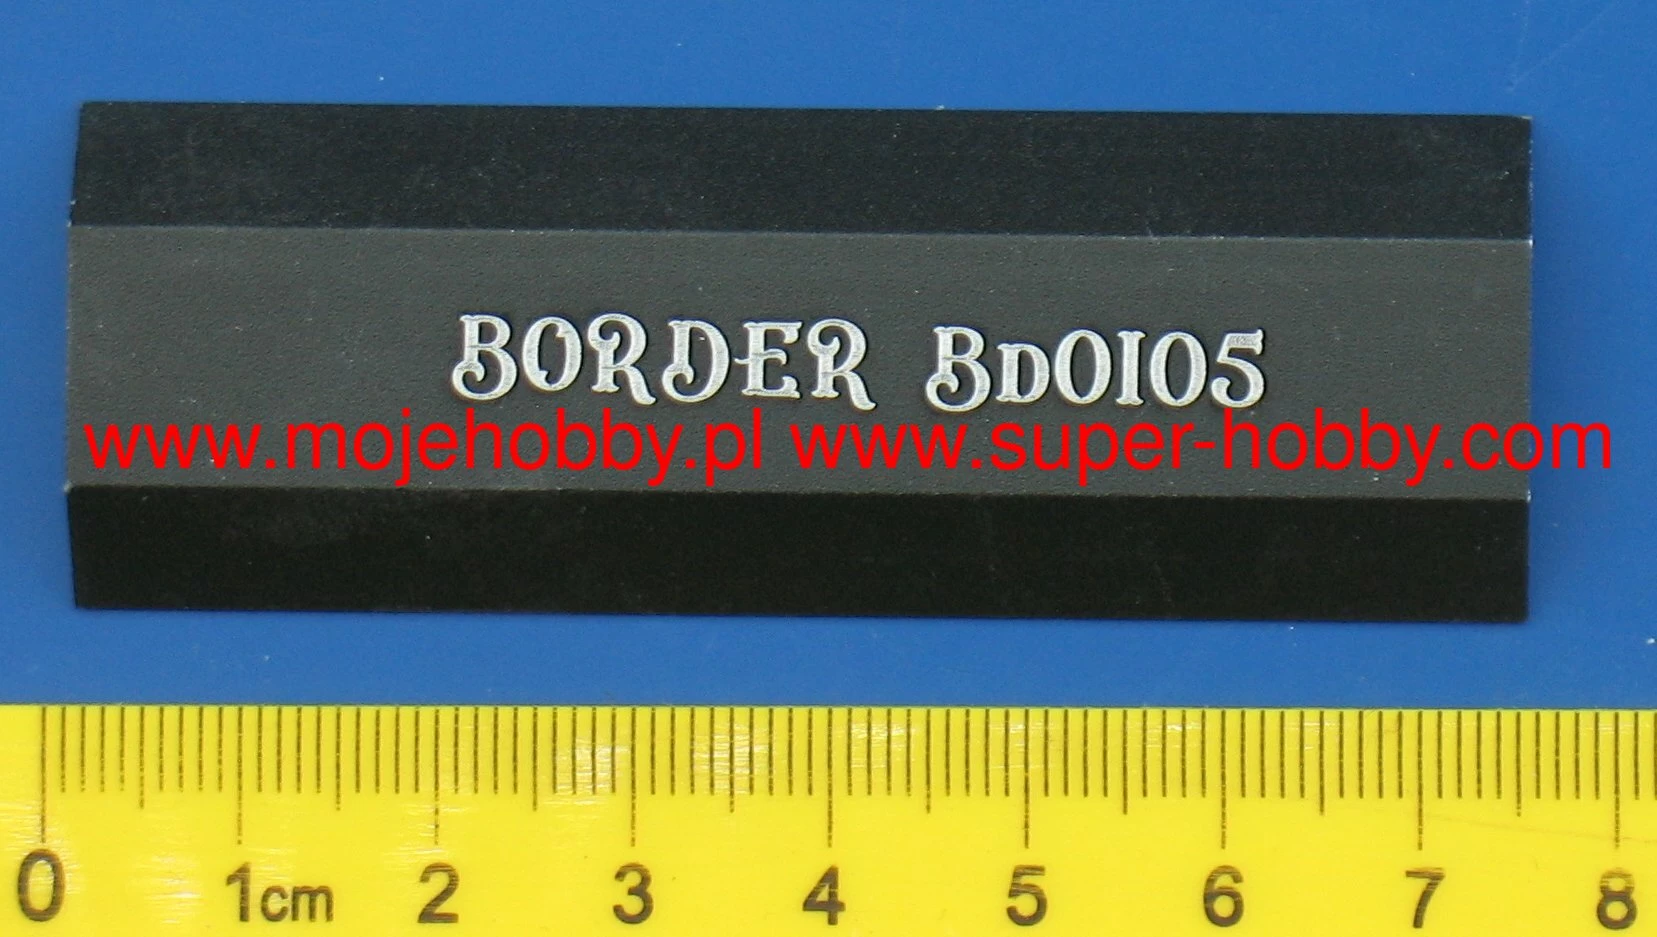 BORDER BD0105
www.mojehobby.pl www.super-hobby.com
0 1cm 2 3 4 5 6 7 8